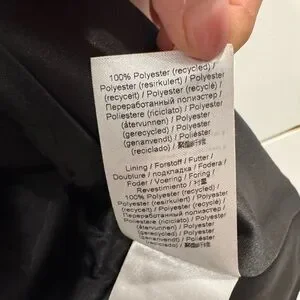 100% Polyester (recycled) /
Polyester (resirkulert) / Polyester
(recycelt) / Polyester (recyclé) /
Переработанный полиэстер /
Poliestere (riciclato) / Polyester
(återvunnen) / Polyester
(gerecycled) / Polyester
(genanvendt) / Poliéster
(reciclado) /
Lining / Forstoff / Futter /
Doublure / подкладка / Fodera /
Foder / Voering / Foring /
Revestimiento /
100% Polyester (recycled) /
Polyester (resirkulert) / Polyester
(recycelt) / Polyester (recyclé) /
Переработанный полиэстер /
Poliestere (riciclato) / Polyester
(återvunnen) / Polyester
(gerecycled) / Polyester
(genanvendt) / Poliéster
(reciclado) /